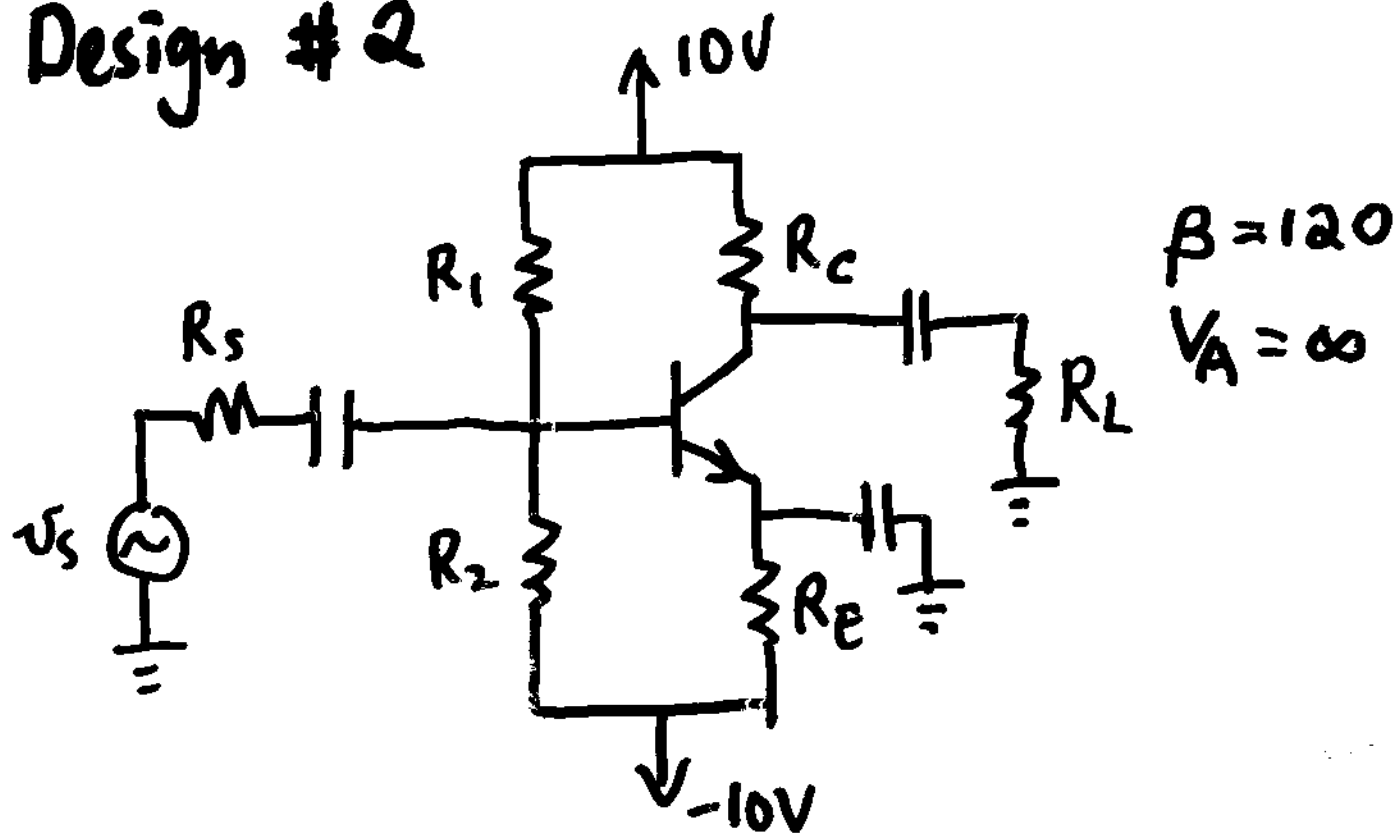 Design #2
10V
R1
RC
β = 120
VA = ∞
RS
RL
vs
R2
RE
-10V